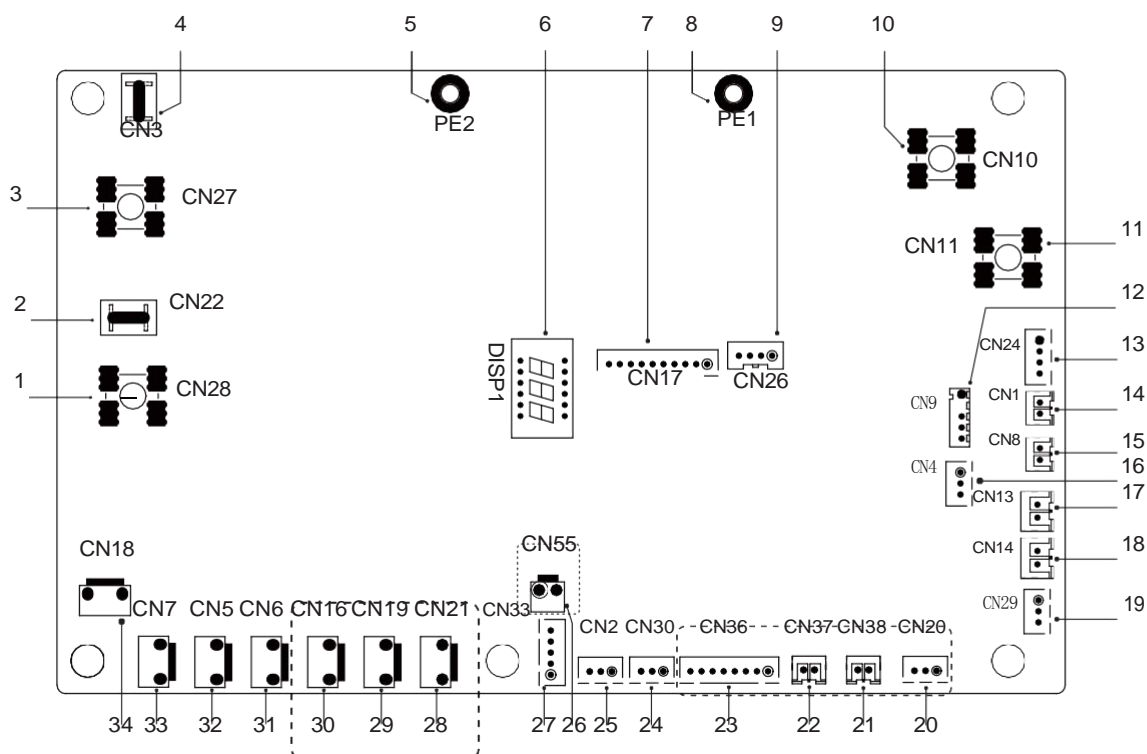 4 5 6 7 8 9 10
CN3 PE2 PE1
CN10
3 CN27
CN11 11
2 CN22
12
CN24 13
DISP1
CN17 CN26
1 CN28
CN9 CN1 14
CN8 15
CN4 16
17
CN13
CN14 18
CN18 CN55
CN29 19
CN7 CN5 CN6 CN16 CN19 CN21 CN33 CN2 CN30 CN36 CN37 CN38 CN20
34 33 32 31 30 29 28 27 26 25 24 23 22 21 20